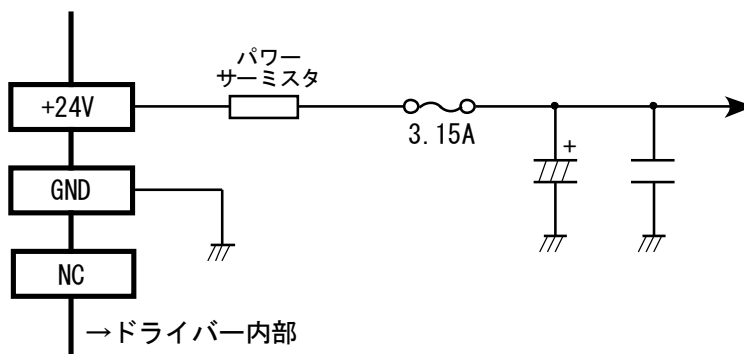 パワー
サーミスタ
+24V
3.15A
+
GND
NC
→ドライバー内部